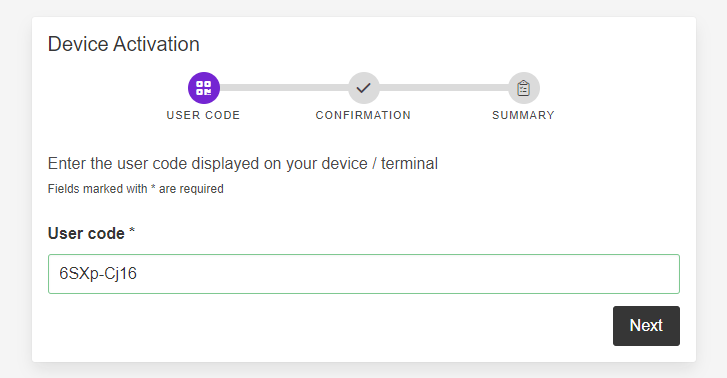 Device Activation
USER CODE
CONFIRMATION
SUMMARY
Enter the user code displayed on your device / terminal
Fields marked with * are required
User code *
6SXp-Cj16
Next